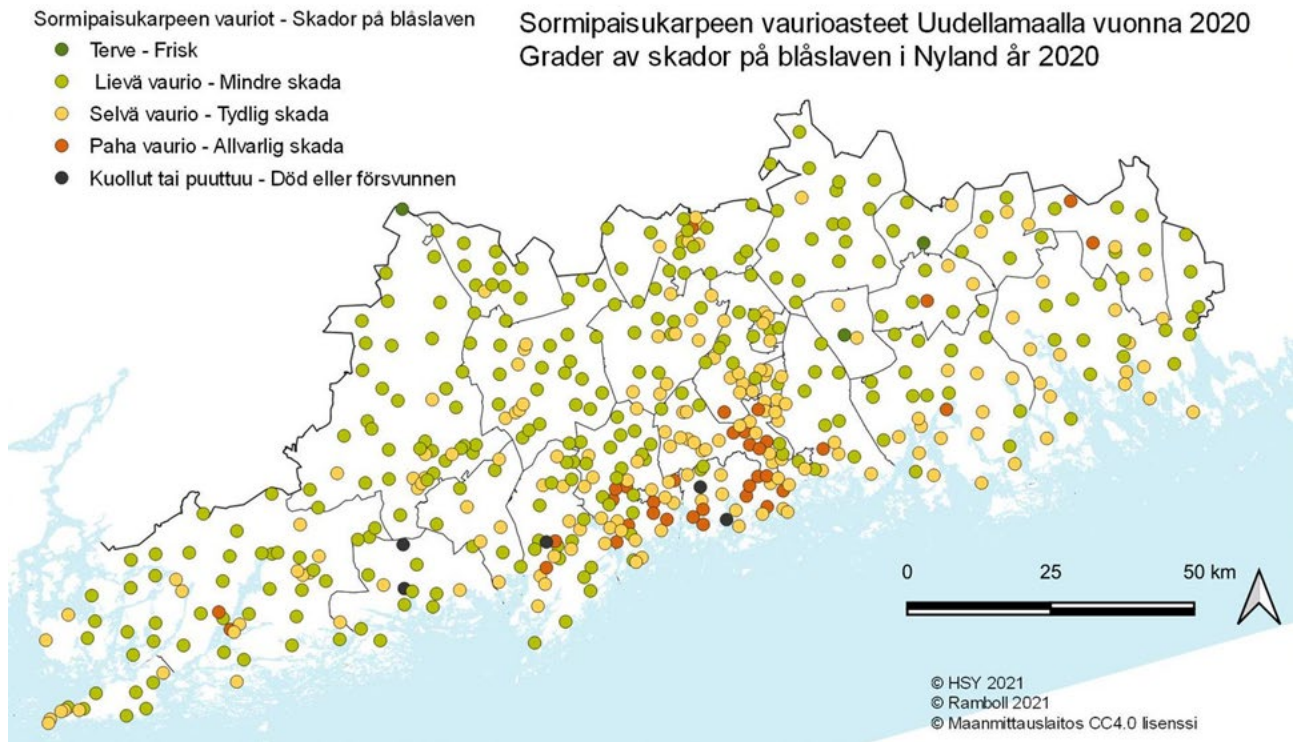 Sormipaisukarpeen vauriot - Skador på blåslaven
Terve - Frisk
Lievä vaurio - Mindre skada
Selvä vaurio - Tydlig skada
Paha vaurio - Allvarlig skada
Kuollut tai puuttuu - Död eller försvunnen
Sormipaisukarpeen vaurioasteet Uudellamaalla vuonna 2020
Grader av skador på blåslaven i Nyland år 2020
0 25 50 km
© HSY 2021
© Ramboll 2021
© Maanmittauslaitos CC4.0 lisenssi